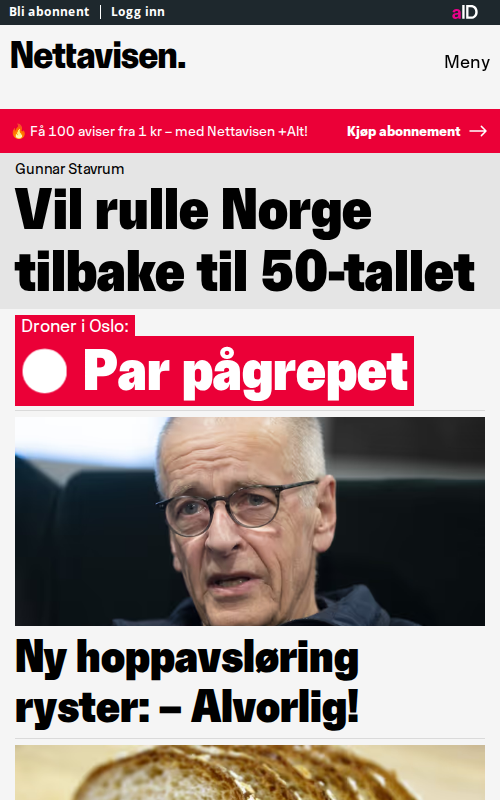 Bli abonnent | Logg inn
aID
Nettavisen.
Meny
🔥 Få 100 aviser fra 1 kr – med Nettavisen +Alt!
Kjøp abonnement →
Gunnar Stavrum
Vil rulle Norge
tilbake til 50-tallet
Droner i Oslo:
Par pågrepet
Ny hoppavsløring
ryster: – Alvorlig!